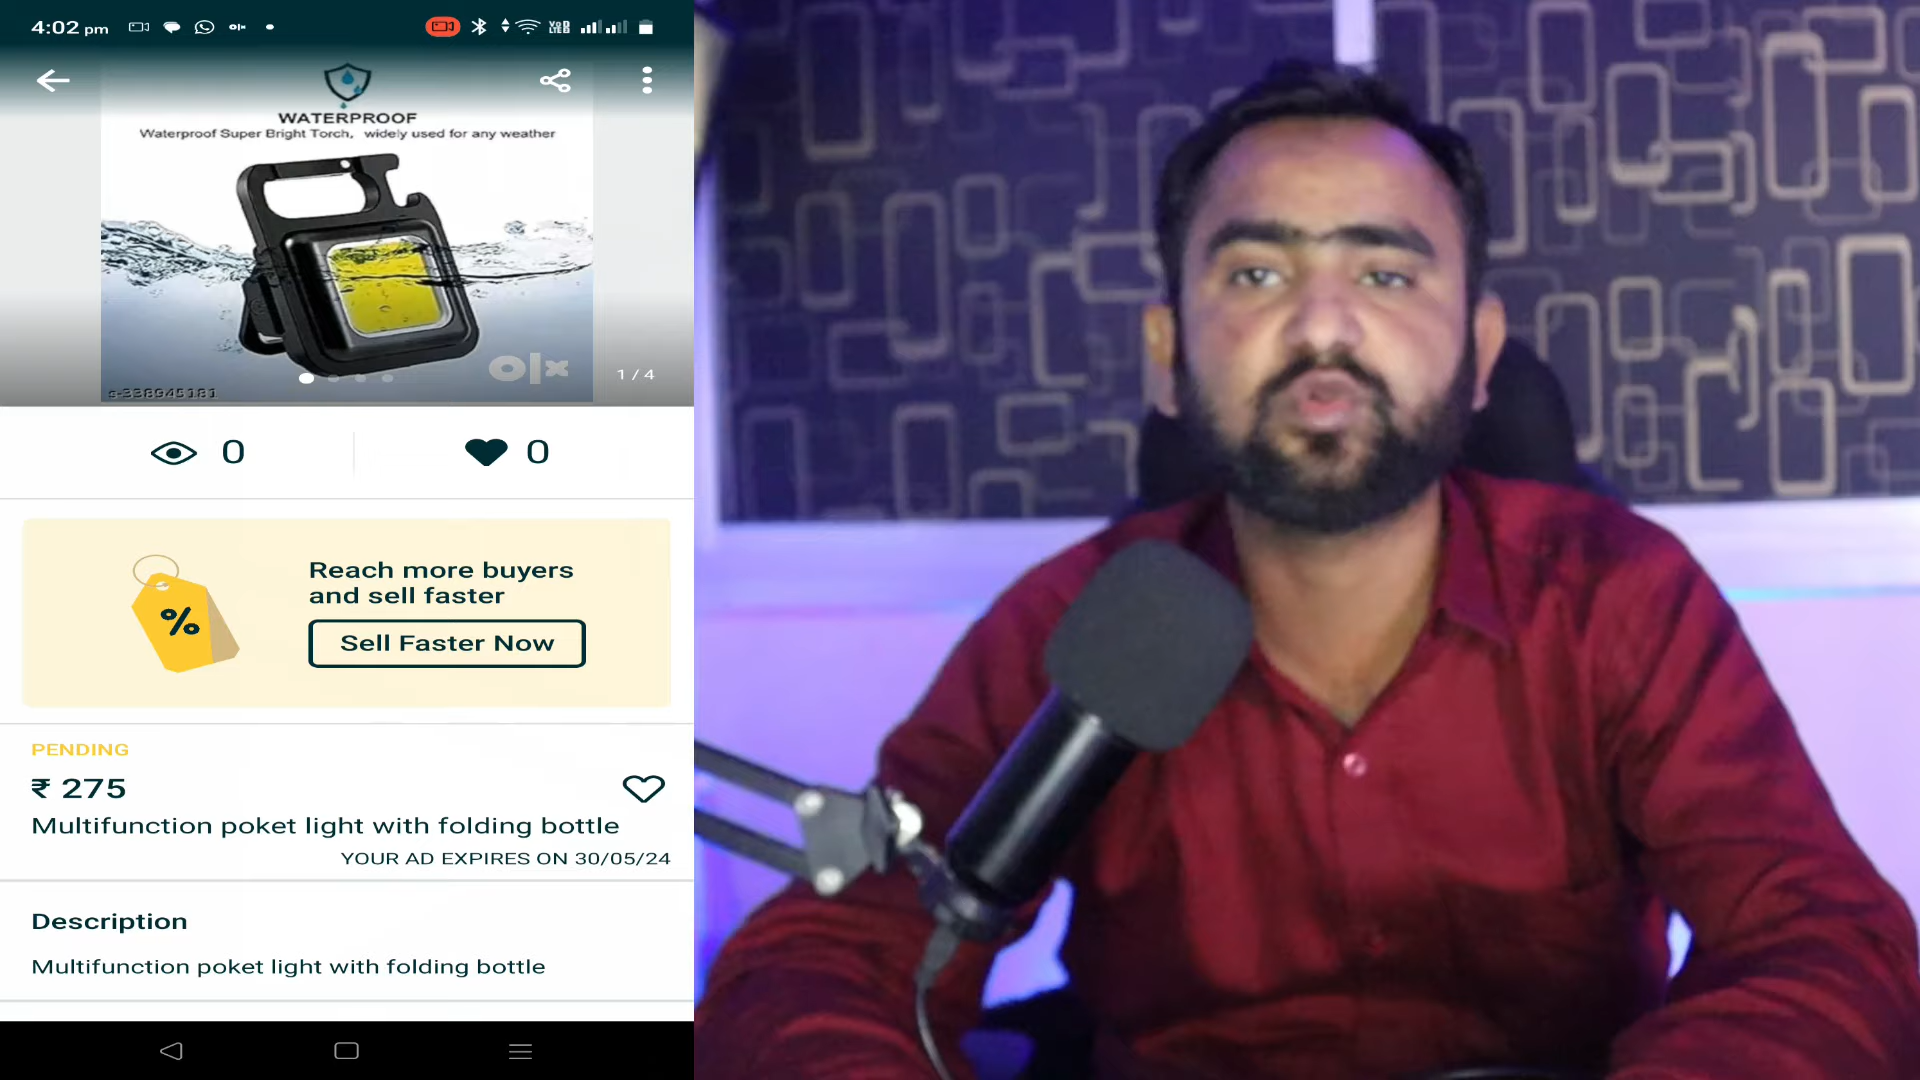 4:02 pm
WATERPROOF
Waterproof Super Bright Torch, widely used for any weather
olx
1 / 4
s-338945181
0
0
Reach more buyers
and sell faster
%
Sell Faster Now
PENDING
₹ 275
Multifunction poket light with folding bottle
YOUR AD EXPIRES ON 30/05/24
Description
Multifunction poket light with folding bottle